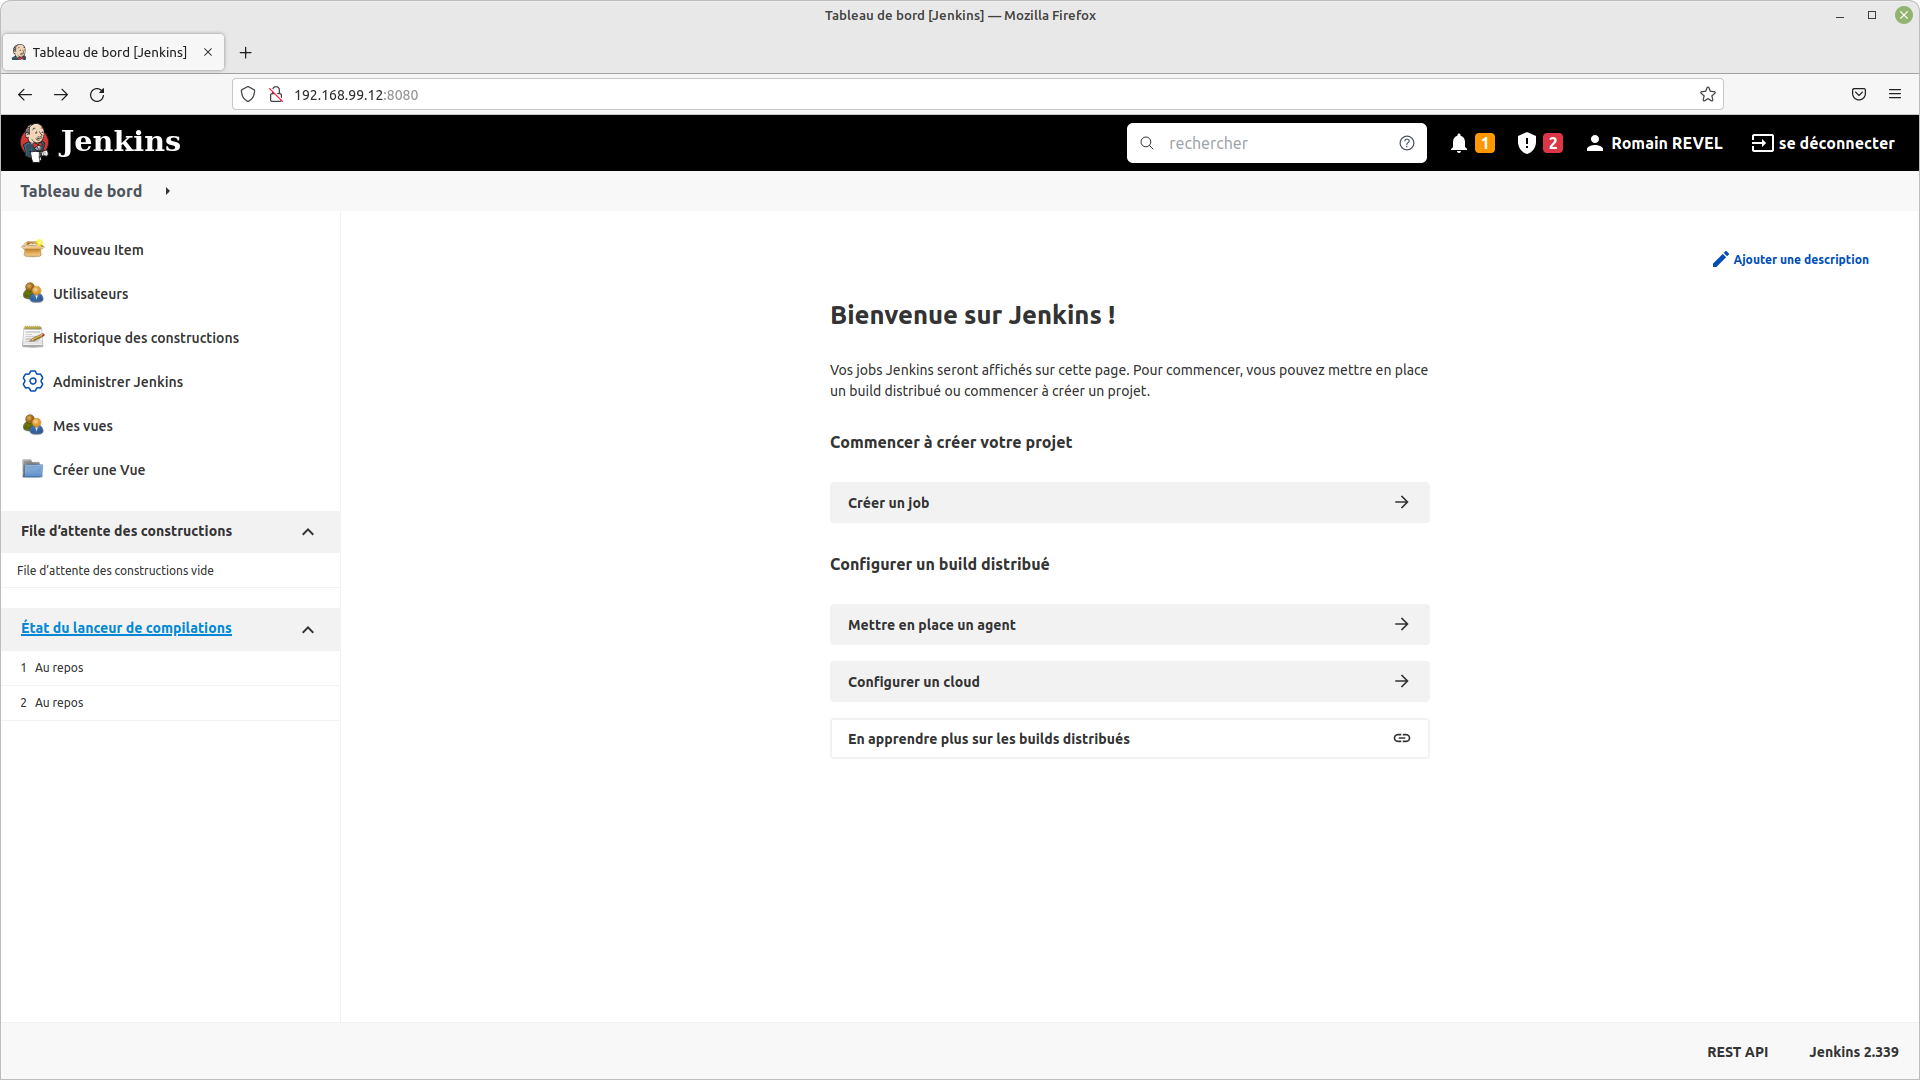 Tableau de bord [Jenkins] — Mozilla Firefox
Tableau de bord [Jenkins]
192.168.99.12:8080
Jenkins
rechercher
1
2
Romain REVEL
se déconnecter
Tableau de bord
Nouveau Item
Utilisateurs
Historique des constructions
Administrer Jenkins
Mes vues
Créer une Vue
File d’attente des constructions
File d’attente des constructions vide
État du lanceur de compilations
1 Au repos
2 Au repos
Ajouter une description
Bienvenue sur Jenkins !
Vos jobs Jenkins seront affichés sur cette page. Pour commencer, vous pouvez mettre en place
un build distribué ou commencer à créer un projet.
Commencer à créer votre projet
Créer un job
Configurer un build distribué
Mettre en place un agent
Configurer un cloud
En apprendre plus sur les builds distribués
REST API
Jenkins 2.339